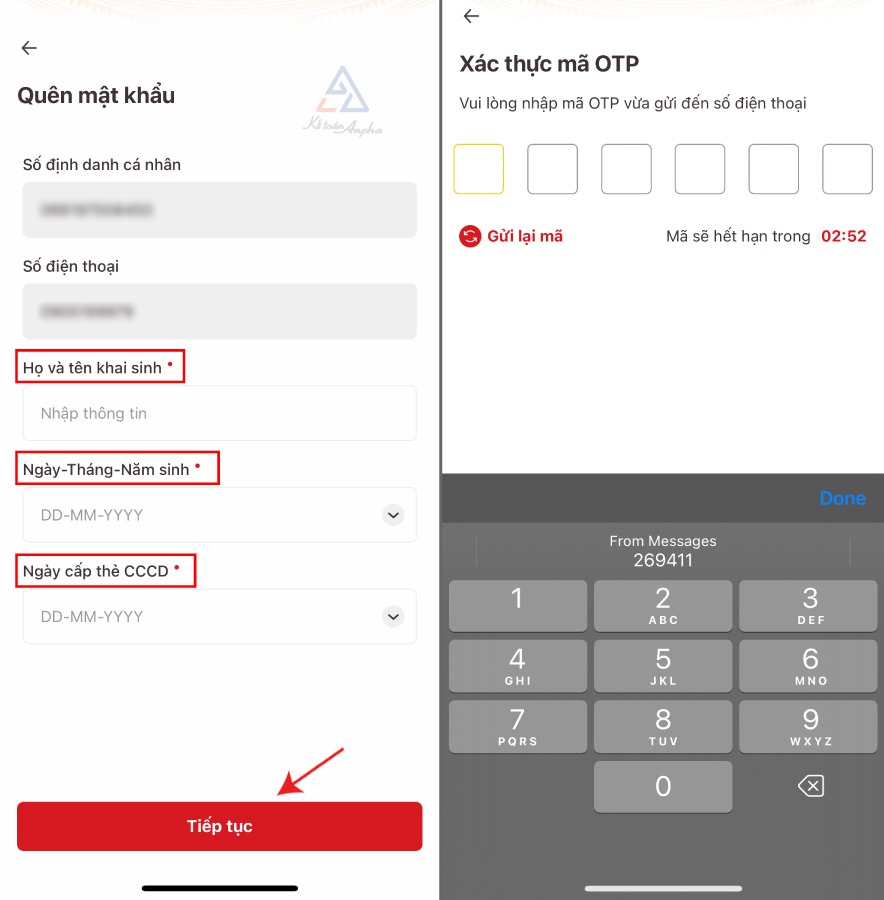 Quên mật khẩu
Kế toán Anpha
Số định danh cá nhân
Số điện thoại
Họ và tên khai sinh •
Nhập thông tin
Ngày-Tháng-Năm sinh •
DD-MM-YYYY
Ngày cấp thẻ CCCD •
DD-MM-YYYY
Tiếp tục
Xác thực mã OTP
Vui lòng nhập mã OTP vừa gửi đến số điện thoại
Gửi lại mã
Mã sẽ hết hạn trong 02:52
Done
From Messages
269411
1
2
ABC
3
DEF
4
GHI
5
JKL
6
MNO
7
PQRS
8
TUV
9
WXYZ
0